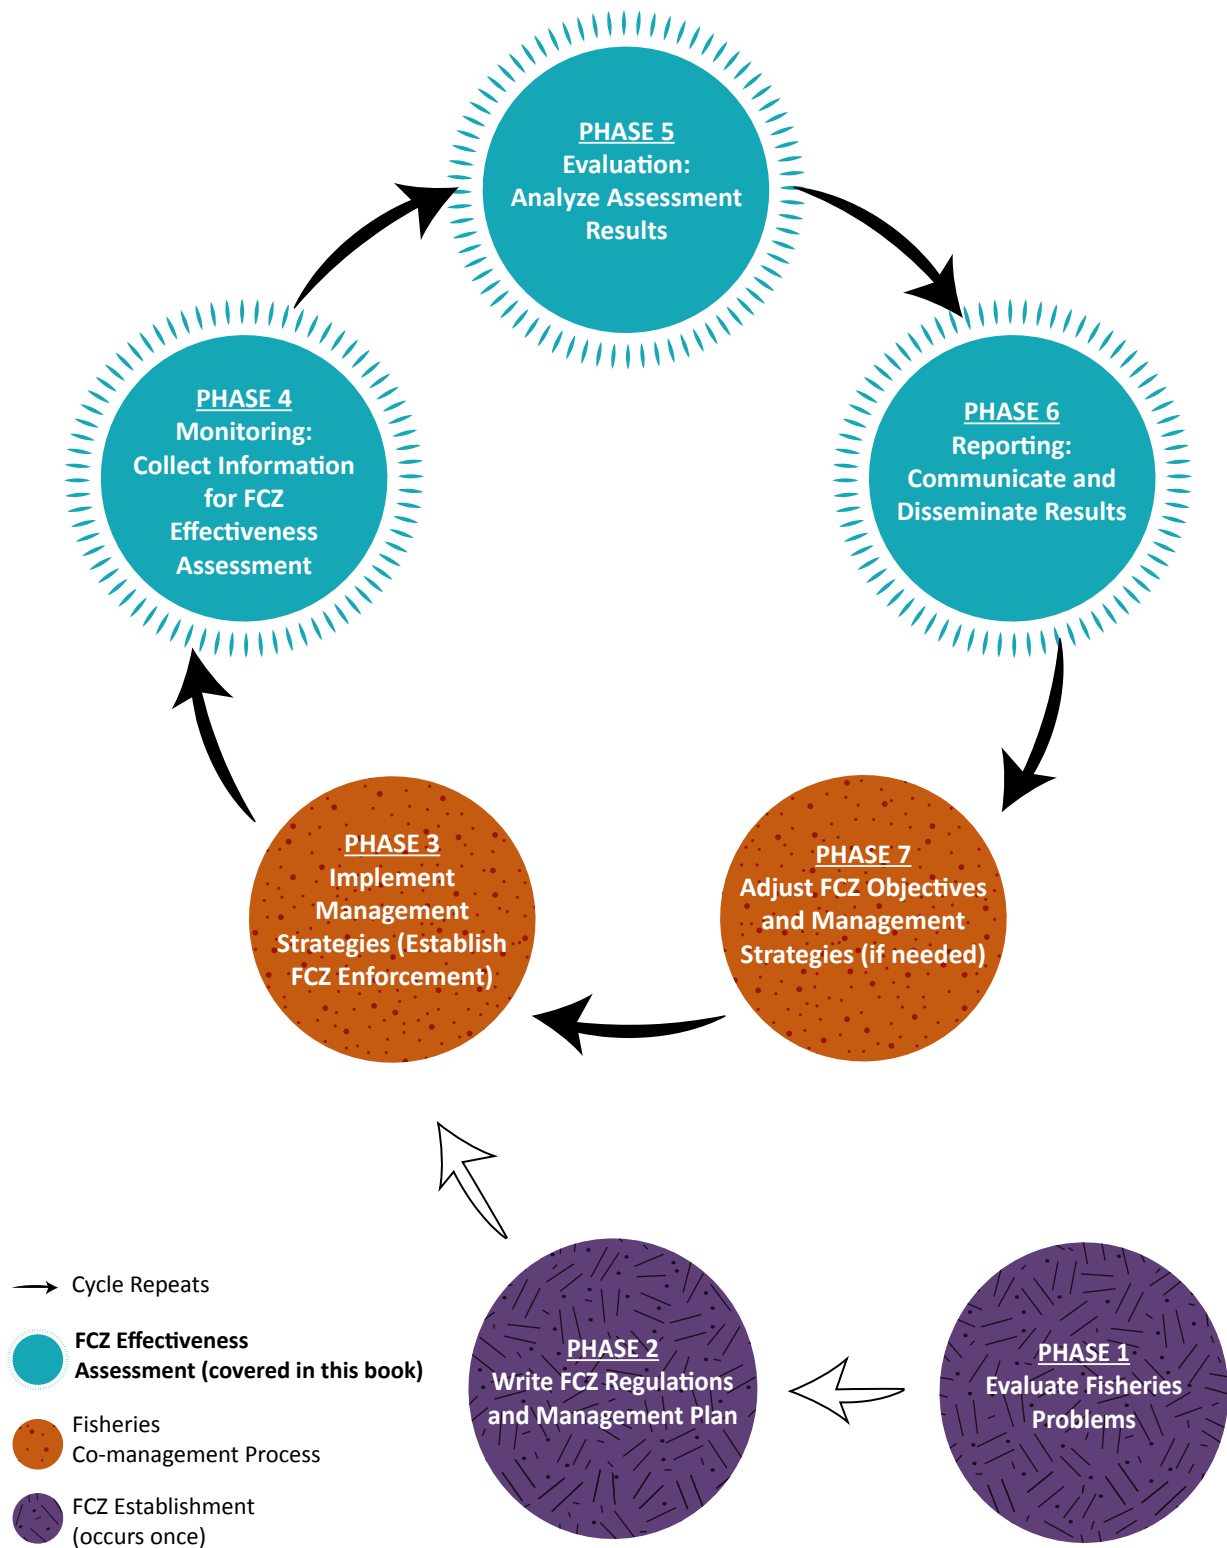 PHASE 5
Evaluation:
Analyze Assessment
Results
PHASE 4
Monitoring:
Collect Information
for FCZ
Effectiveness
Assessment
PHASE 6
Reporting:
Communicate and
Disseminate Results
PHASE 3
Implement
Management
Strategies (Establish
FCZ Enforcement)
PHASE 7
Adjust FCZ Objectives
and Management
Strategies (if needed)
PHASE 2
Write FCZ Regulations
and Management Plan
PHASE 1
Evaluate Fisheries
Problems
Cycle Repeats
FCZ Effectiveness
Assessment (covered in this book)
Fisheries
Co-management Process
FCZ Establishment
(occurs once)